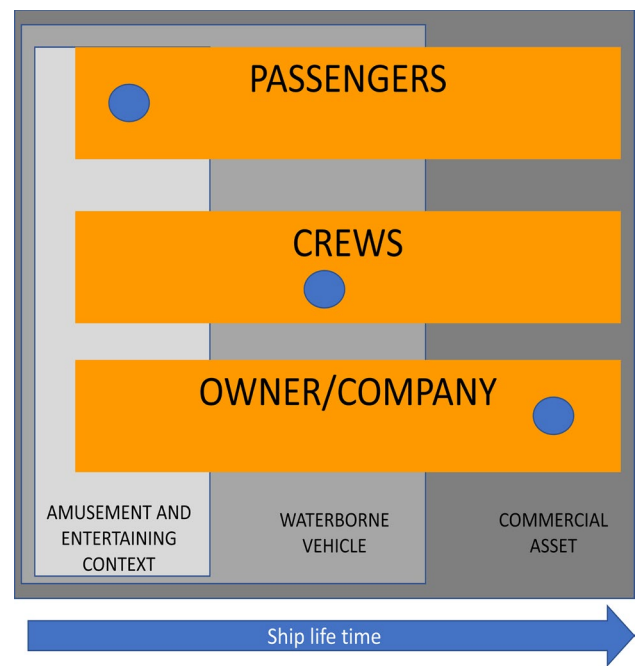 PASSENGERS
CREWS
OWNER/COMPANY
AMUSEMENT AND
ENTERTAINING
CONTEXT
WATERBORNE
VEHICLE
COMMERCIAL
ASSET
Ship life time